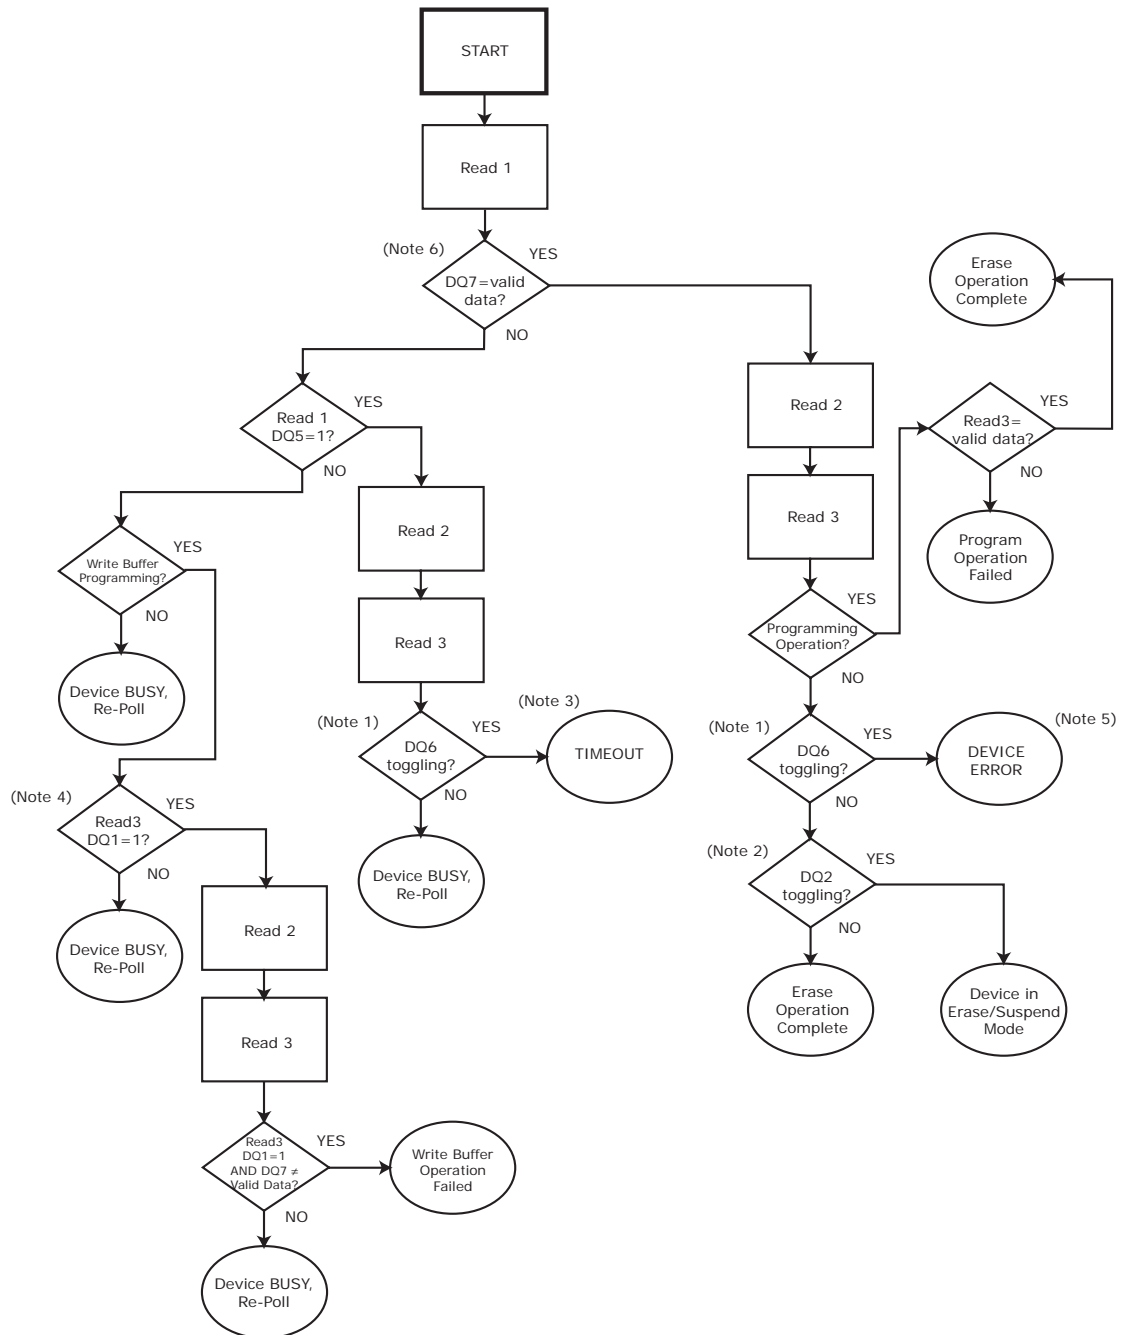 START
Read 1
(Note 6)
YES
DQ7=valid
data?
NO
Erase
Operation
Complete
Read 1
DQ5=1?
YES
NO
Read 2
Read3=
valid data?
YES
NO
Read 2
Read 3
Program
Operation
Failed
Write Buffer
Programming?
YES
NO
Device BUSY,
Re-Poll
Read 3
Programming
Operation?
YES
NO
(Note 1)
DQ6
toggling?
YES
NO
(Note 3)
TIMEOUT
Device BUSY,
Re-Poll
(Note 1)
DQ6
toggling?
YES
NO
DEVICE
ERROR
(Note 5)
(Note 4)
Read3
DQ1=1?
YES
NO
Device BUSY,
Re-Poll
(Note 2)
DQ2
toggling?
YES
NO
Read 2
Read 3
Erase
Operation
Complete
Device in
Erase/Suspend
Mode
Read3
DQ1=1
AND DQ7 ≠
Valid Data?
YES
NO
Write Buffer
Operation
Failed
Device BUSY,
Re-Poll